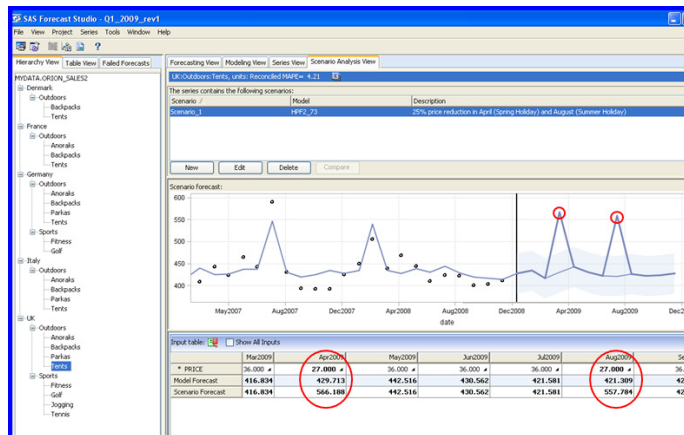 SAS Forecast Studio - Q1_2009_rev1
File View Project Series Tools Window Help
Hierarchy View Table View Failed Forecasts
MYDATA.ORION_SALES2
Denmark
Outdoors
Backpacks
Tents
France
Outdoors
Anoraks
Backpacks
Tents
Germany
Outdoors
Anoraks
Backpacks
Parkas
Tents
Sports
Fitness
Golf
Italy
Outdoors
Anoraks
Backpacks
Parkas
Tents
UK
Outdoors
Anoraks
Backpacks
Parkas
Tents
Sports
Fitness
Golf
Jogging
Tennis
Forecasting View Modeling View Series View Scenario Analysis View
UK:Outdoors:Tents, units: Reconciled MAPE= 4.21
The series contains the following scenarios:
Scenario / Model Description
Scenario_1 HPF2_73 25% price reduction in April (Spring Holiday) and August (Summer Holiday)
New Edit Delete Compare
Scenario forecast:
600
550
500
450
400
May2007 Aug2007 Dec2007 May2008 Aug2008 Dec2008 Apr2009 Aug2009 Dec
date
Input table: Show All Inputs
Mar2009 Apr2009 May2009 Jun2009 Jul2009 Aug2009 Se
* PRICE 36.000 27.000 36.000 36.000 36.000 27.000 36.
Model Forecast 416.834 429.713 442.516 430.562 421.581 421.309 42
Scenario Forecast 416.834 566.188 442.516 430.562 421.581 557.784 42